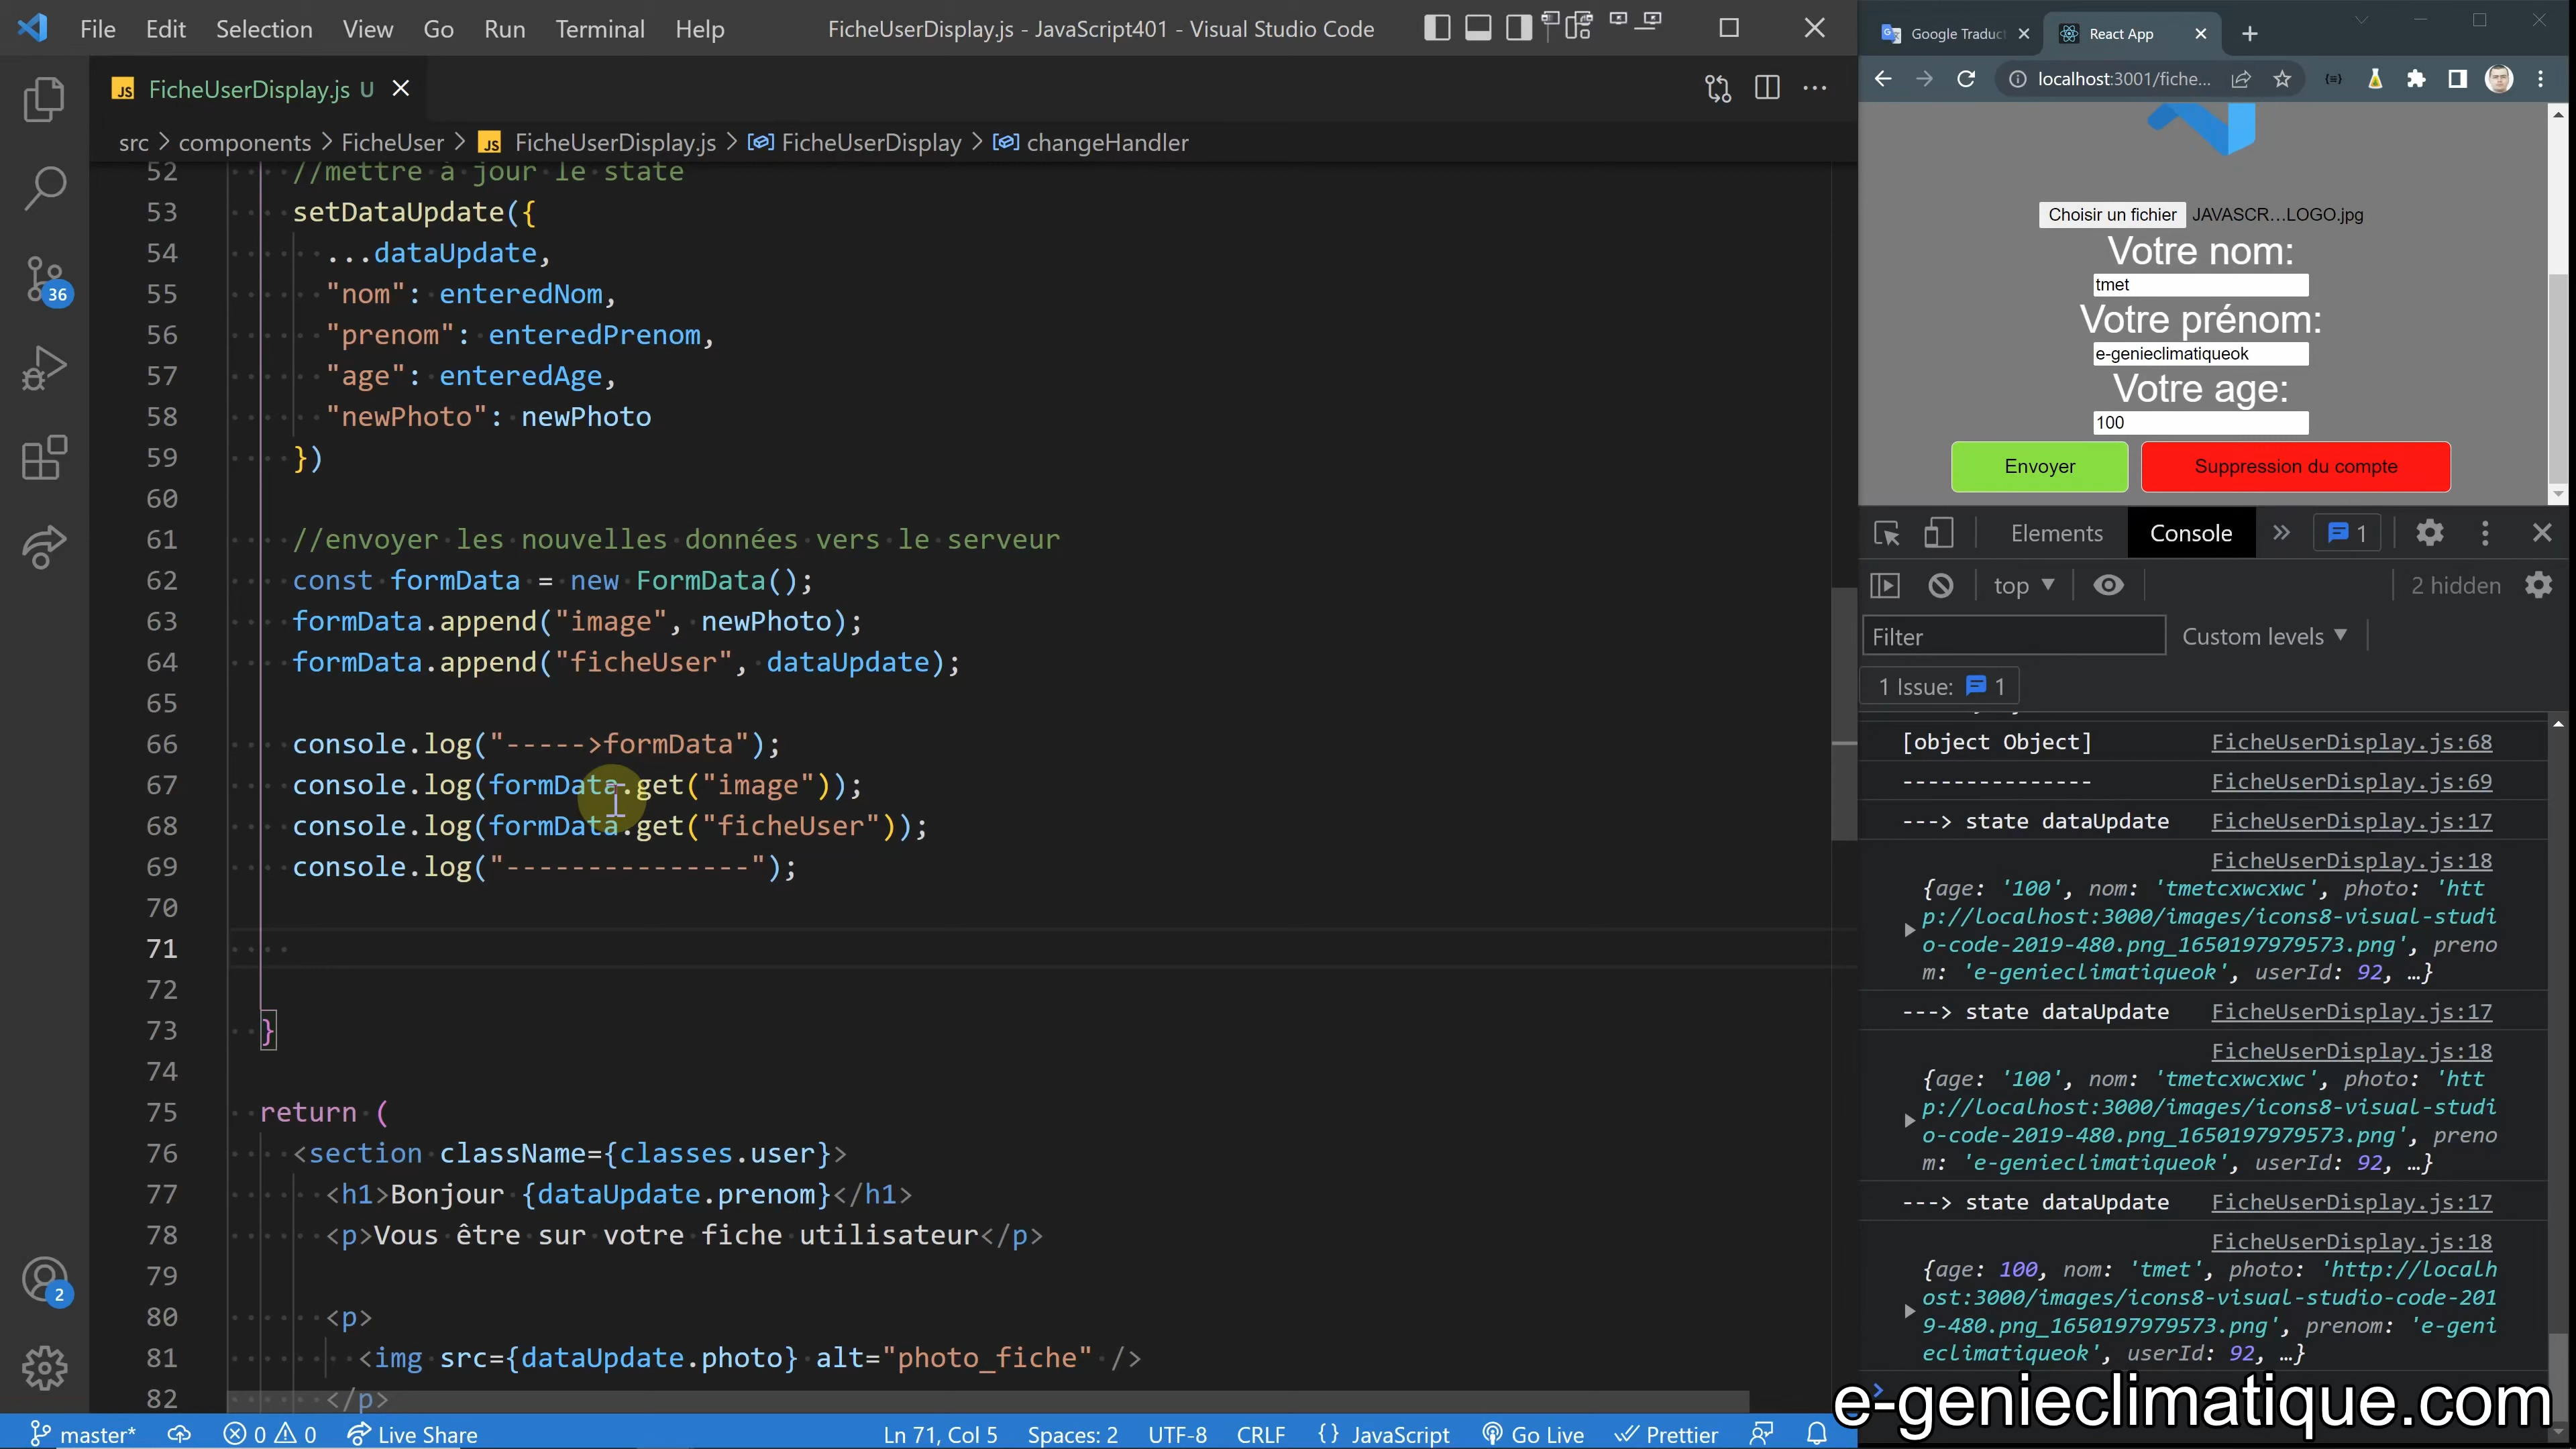 File Edit Selection View Go Run Terminal Help
FicheUserDisplay.js - JavaScript401 - Visual Studio Code
JS FicheUserDisplay.js U
src > components > FicheUser > JS FicheUserDisplay.js > FicheUserDisplay > changeHandler
52 //mettre à jour le state
53 setDataUpdate({
54 ...dataUpdate,
55 "nom": enteredNom,
56 "prenom": enteredPrenom,
57 "age": enteredAge,
58 "newPhoto": newPhoto
59 })
60
61 //envoyer les nouvelles données vers le serveur
62 const formData = new FormData();
63 formData.append("image", newPhoto);
64 formData.append("ficheUser", dataUpdate);
65
66 console.log("----->formData");
67 console.log(formData.get("image"));
68 console.log(formData.get("ficheUser"));
69 console.log("---------------");
70
71
72
73 }
74
75 return (
76 <section className={classes.user}>
77 <h1>Bonjour {dataUpdate.prenom}</h1>
78 <p>Vous être sur votre fiche utilisateur</p>
79
80 <p>
81 <img src={dataUpdate.photo} alt="photo_fiche" />
82 </p>
36
2
master* 0 0 Live Share
Ln 71, Col 5 Spaces: 2 UTF-8 CRLF {} JavaScript Go Live Prettier
Google Traduct
React App
localhost:3001/fiche...
Choisir un fichier JAVASCR...LOGO.jpg
Votre nom:
tmet
Votre prénom:
e-genieclimatiqueok
Votre age:
100
Envoyer Suppression du compte
Elements Console 1
top 2 hidden
Filter Custom levels
1 Issue: 1
[object Object] FicheUserDisplay.js:68
--------------- FicheUserDisplay.js:69
---> state dataUpdate FicheUserDisplay.js:17
FicheUserDisplay.js:18
{age: '100', nom: 'tmetcxwcxwc', photo: 'htt
p://localhost:3000/images/icons8-visual-studi
o-code-2019-480.png_1650197979573.png', preno
m: 'e-genieclimatiqueok', userId: 92, …}
---> state dataUpdate FicheUserDisplay.js:17
FicheUserDisplay.js:18
{age: '100', nom: 'tmetcxwcxwc', photo: 'htt
p://localhost:3000/images/icons8-visual-studi
o-code-2019-480.png_1650197979573.png', preno
m: 'e-genieclimatiqueok', userId: 92, …}
---> state dataUpdate FicheUserDisplay.js:17
FicheUserDisplay.js:18
{age: 100, nom: 'tmet', photo: 'http://localh
ost:3000/images/icons8-visual-studio-code-201
9-480.png_1650197979573.png', prenom: 'e-geni
eclimatiqueok', userId: 92, …}
e-genieclimatique.com